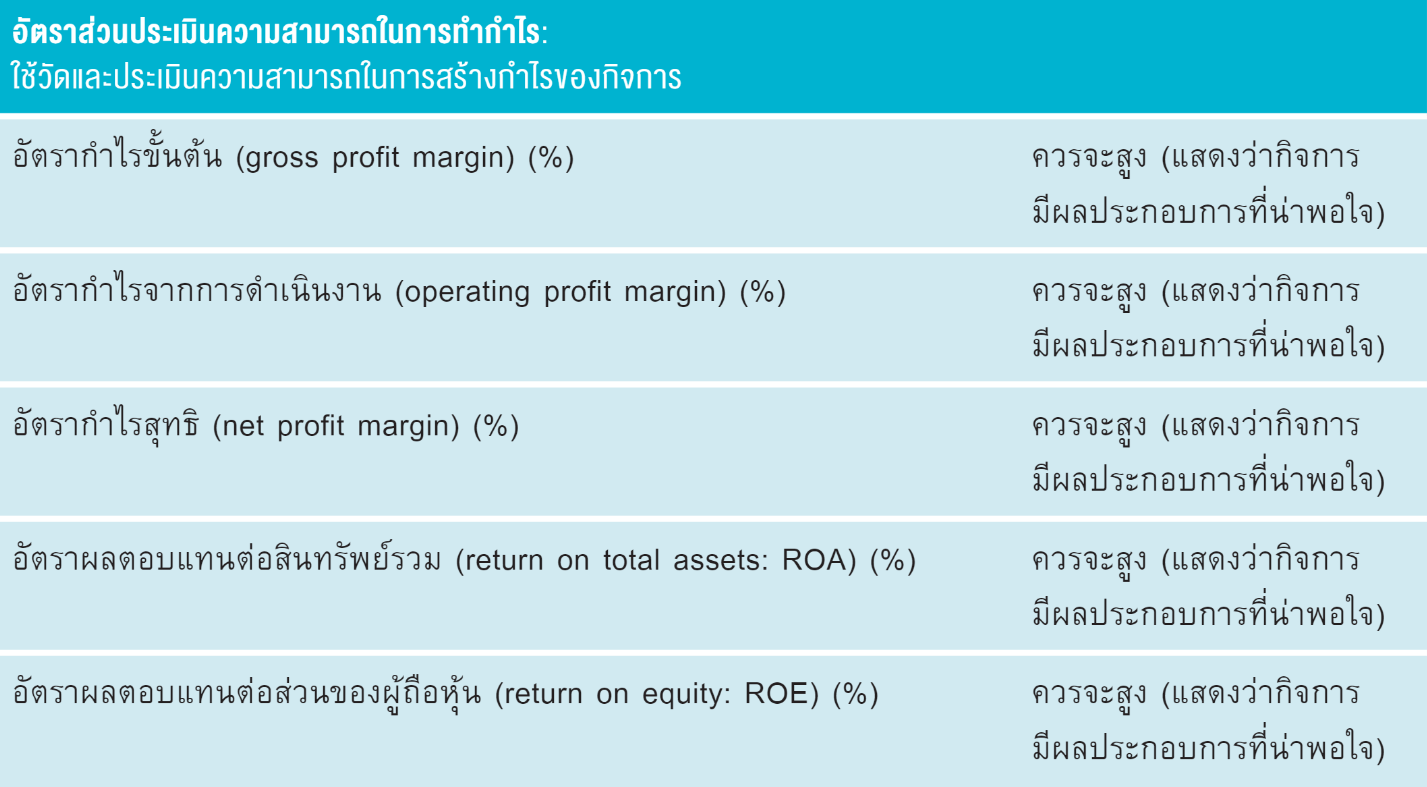 อัตราส่วนประเมินความสามารถในการทำกำไร:
ใช้วัดและประเมินความสามารถในการสร้างกำไรของกิจการ
อัตรากำไรขั้นต้น (gross profit margin) (%) ควรจะสูง (แสดงว่ากิจการ
มีผลประกอบการที่น่าพอใจ)
อัตรากำไรจากการดำเนินงาน (operating profit margin) (%) ควรจะสูง (แสดงว่ากิจการ
มีผลประกอบการที่น่าพอใจ)
อัตรากำไรสุทธิ (net profit margin) (%) ควรจะสูง (แสดงว่ากิจการ
มีผลประกอบการที่น่าพอใจ)
อัตราผลตอบแทนต่อสินทรัพย์รวม (return on total assets: ROA) (%) ควรจะสูง (แสดงว่ากิจการ
มีผลประกอบการที่น่าพอใจ)
อัตราผลตอบแทนต่อส่วนของผู้ถือหุ้น (return on equity: ROE) (%) ควรจะสูง (แสดงว่ากิจการ
มีผลประกอบการที่น่าพอใจ)